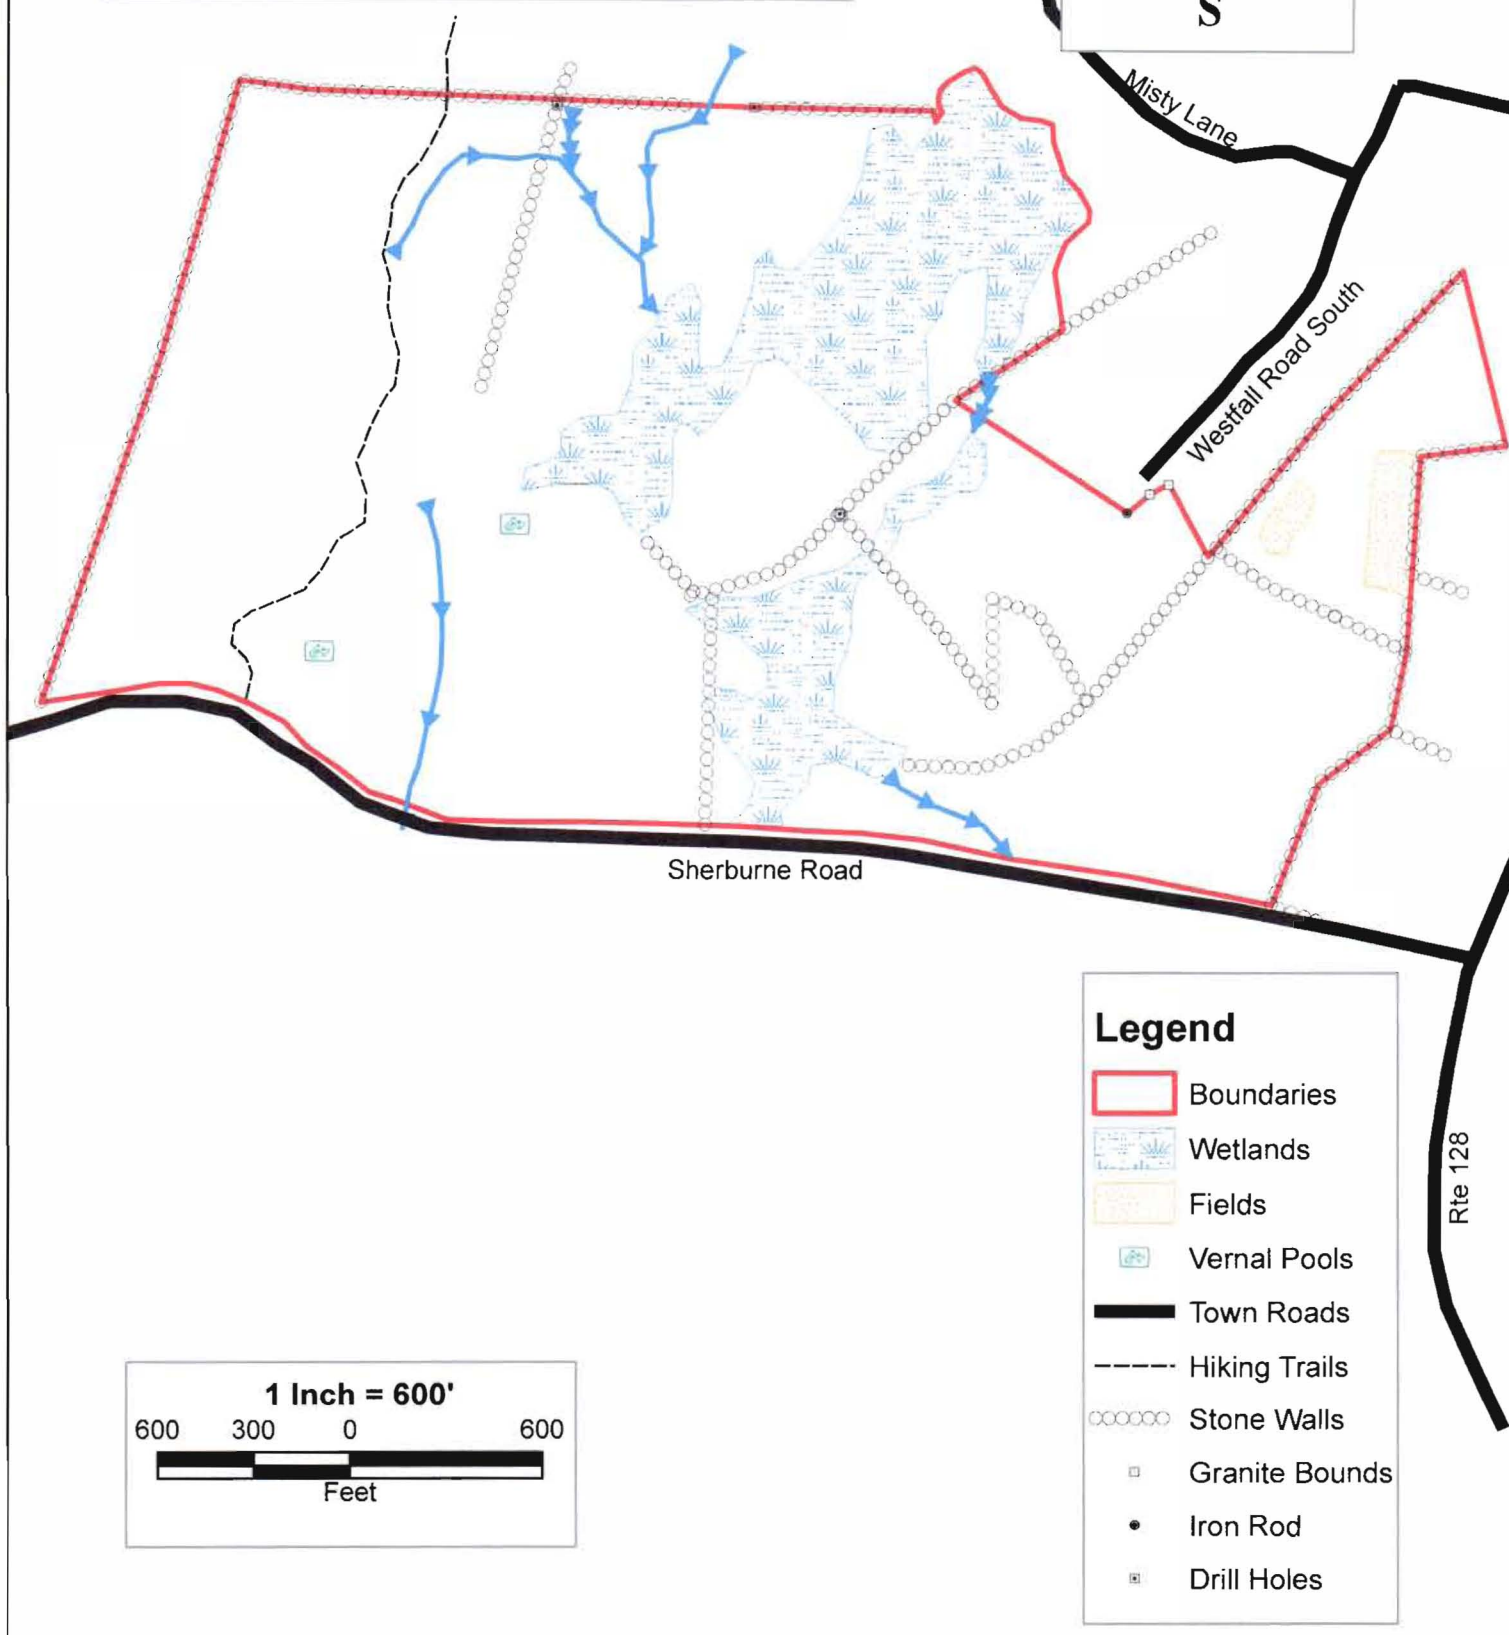 S
Misty Lane
Westfall Road South
Sherburne Road
Legend
Boundaries
Wetlands
Fields
Vernal Pools
Town Roads
Hiking Trails
Stone Walls
Granite Bounds
Iron Rod
Drill Holes
Rte 128
1 Inch = 600'
600 300 0 600
Feet